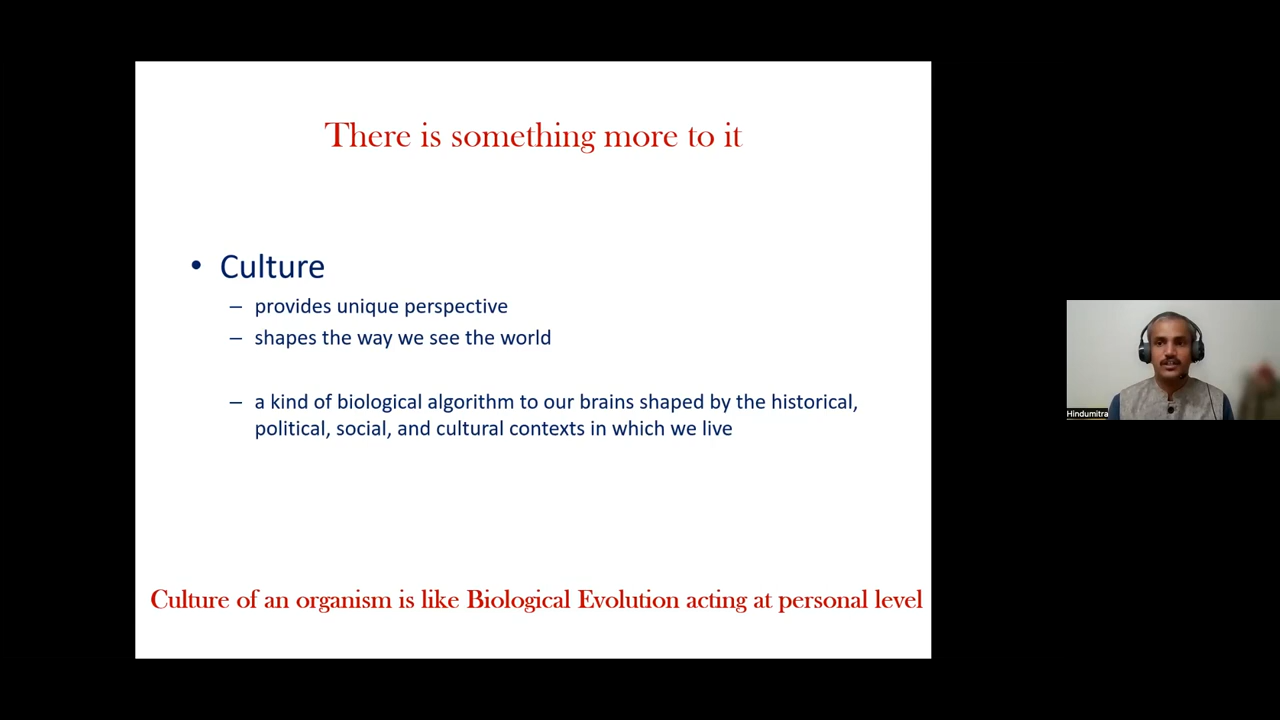 There is something more to it
• Culture
– provides unique perspective
– shapes the way we see the world
– a kind of biological algorithm to our brains shaped by the historical,
political, social, and cultural contexts in which we live
Culture of an organism is like Biological Evolution acting at personal level
Hindumitra